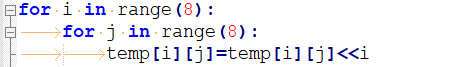 for i in range(8):
for j in range(8):
temp[i][j]=temp[i][j]<<i